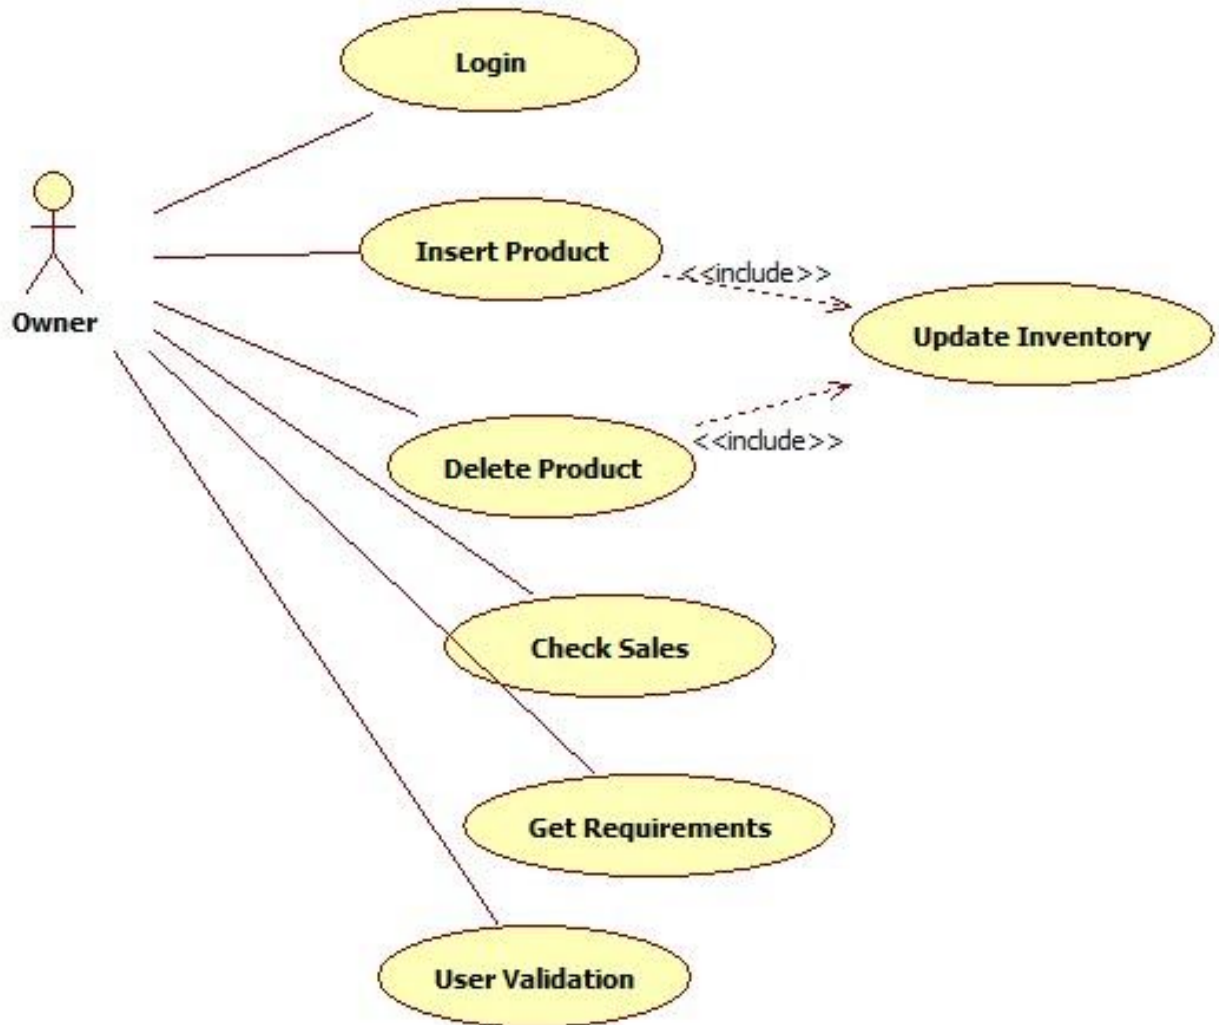 Login
Insert Product
<<include>>
Owner
Update Inventory
<<include>>
Delete Product
Check Sales
Get Requirements
User Validation